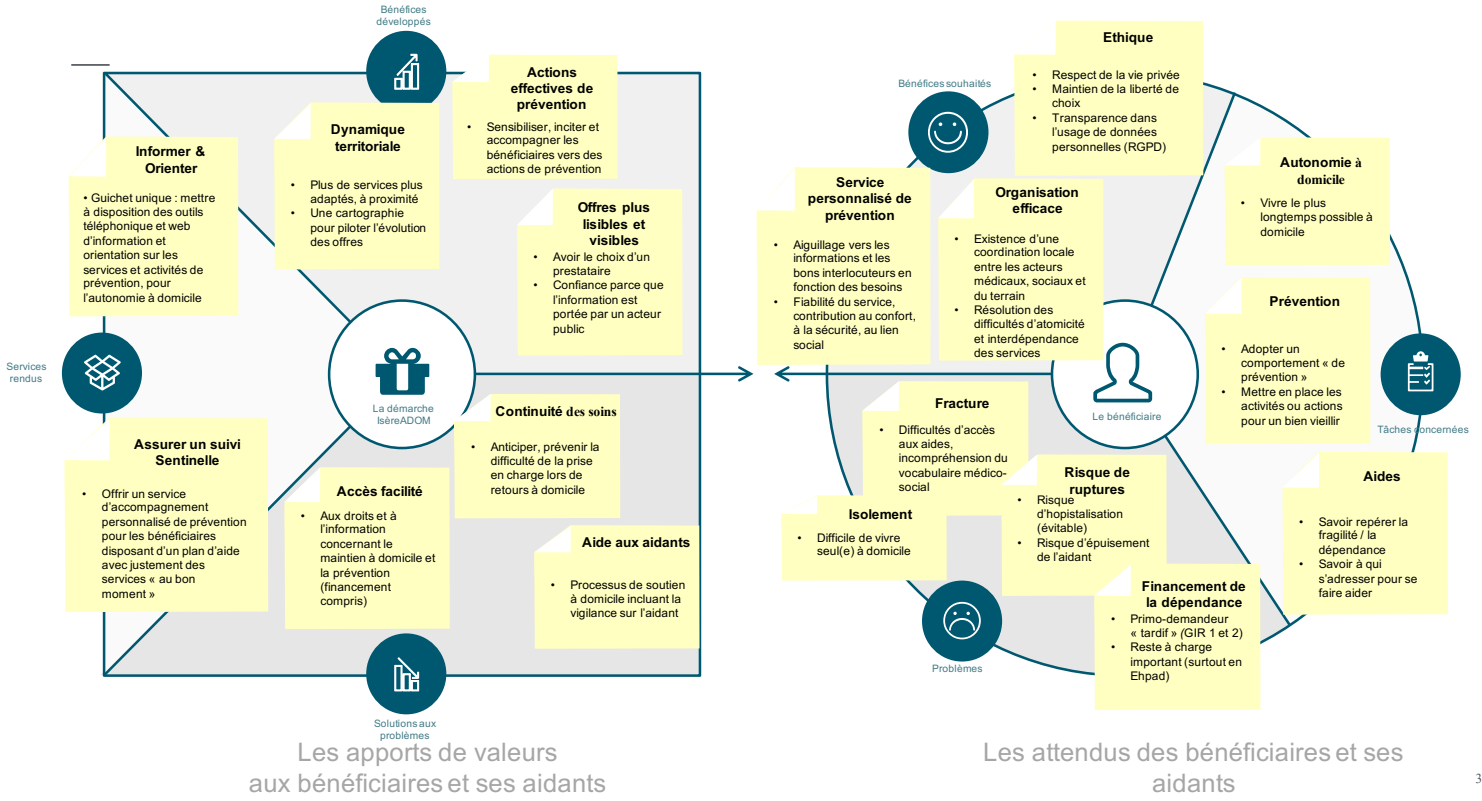 Bénéfices
développés
Actions
effectives de
prévention
• Sensibiliser, inciter et
accompagner les
bénéficiaires vers des
actions de prévention
Dynamique
territoriale
• Plus de services plus
adaptés, à proximité
• Une cartographie
pour piloter l’évolution
des offres
Informer &
Orienter
• Guichet unique : mettre
à disposition des outils
téléphonique et web
d’information et
orientation sur les
services et activités de
prévention, pour
l’autonomie à domicile
Offres plus
lisibles et
visibles
• Avoir le choix d’un
prestataire
• Confiance parce que
l’information est
portée par un acteur
public
Services
rendus
La démarche
IsèreADOM
Continuité des soins
• Anticiper, prévenir la
difficulté de la prise
en charge lors de
retours à domicile
Assurer un suivi
Sentinelle
• Offrir un service
d’accompagnement
personnalisé de prévention
pour les bénéficiaires
disposant d’un plan d’aide
avec justement des
services « au bon
moment »
Accès facilité
• Aux droits et à
l’information
concernant le
maintien à domicile et
la prévention
(financement
compris)
Aide aux aidants
• Processus de soutien
à domicile incluant la
vigilance sur l’aidant
Solutions aux
problèmes
Les apports de valeurs
aux bénéficiaires et ses aidants
Ethique
• Respect de la vie privée
• Maintien de la liberté de
choix
• Transparence dans
l’usage de données
personnelles (RGPD)
Bénéfices souhaités
Service
personnalisé de
prévention
• Aiguillage vers les
informations et les
bons interlocuteurs en
fonction des besoins
• Fiabilité du service,
contribution au confort,
à la sécurité, au lien
social
Organisation
efficace
• Existence d’une
coordination locale
entre les acteurs
médicaux, sociaux et
du terrain
• Résolution des
difficultés d’atomicité
et interdépendance
des services
Autonomie à
domicile
• Vivre le plus
longtemps possible à
domicile
Prévention
• Adopter un
comportement « de
prévention »
• Mettre en place les
activités ou actions
pour un bien vieillir
Le bénéficiaire
Tâches concernées
Fracture
• Difficultés d’accès
aux aides,
incompréhension du
vocabulaire médico-
social
Risque de
ruptures
• Risque
d’hopistalisation
(évitable)
• Risque d’épuisement
de l’aidant
Isolement
• Difficile de vivre
seul(e) à domicile
Aides
• Savoir repérer la
fragilité / la
dépendance
• Savoir à qui
s’adresser pour se
faire aider
Financement de
la dépendance
• Primo-demandeur
« tardif » (GIR 1 et 2)
• Reste à charge
important (surtout en
Ehpad)
Problèmes
Les attendus des bénéficiaires et ses
aidants
3